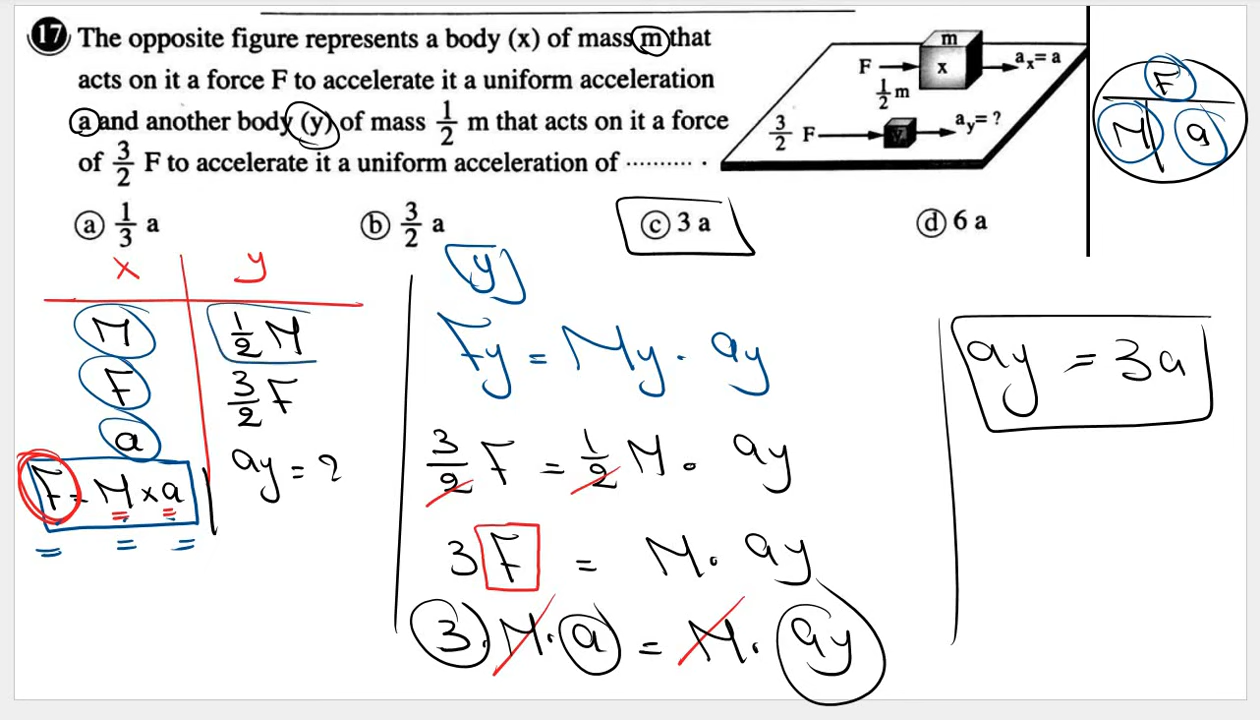 17 The opposite figure represents a body (x) of mass m that
acts on it a force F to accelerate it a uniform acceleration
a and another body (y) of mass 1/2 m that acts on it a force
of 3/2 F to accelerate it a uniform acceleration of ........... .
m
F x aₓ= a
1/2 m
3/2 F y a_y= ?
F
M a
ⓐ 1/3 a ⓑ 3/2 a ⓒ 3 a ⓓ 6 a
x y
M 1/2 M
F 3/2 F
a ay = ?
F = M x a
y
Fy = My . ay
3/2 F = 1/2 M . ay
3 F = M . ay
3 . M . a = M . ay
ay = 3a